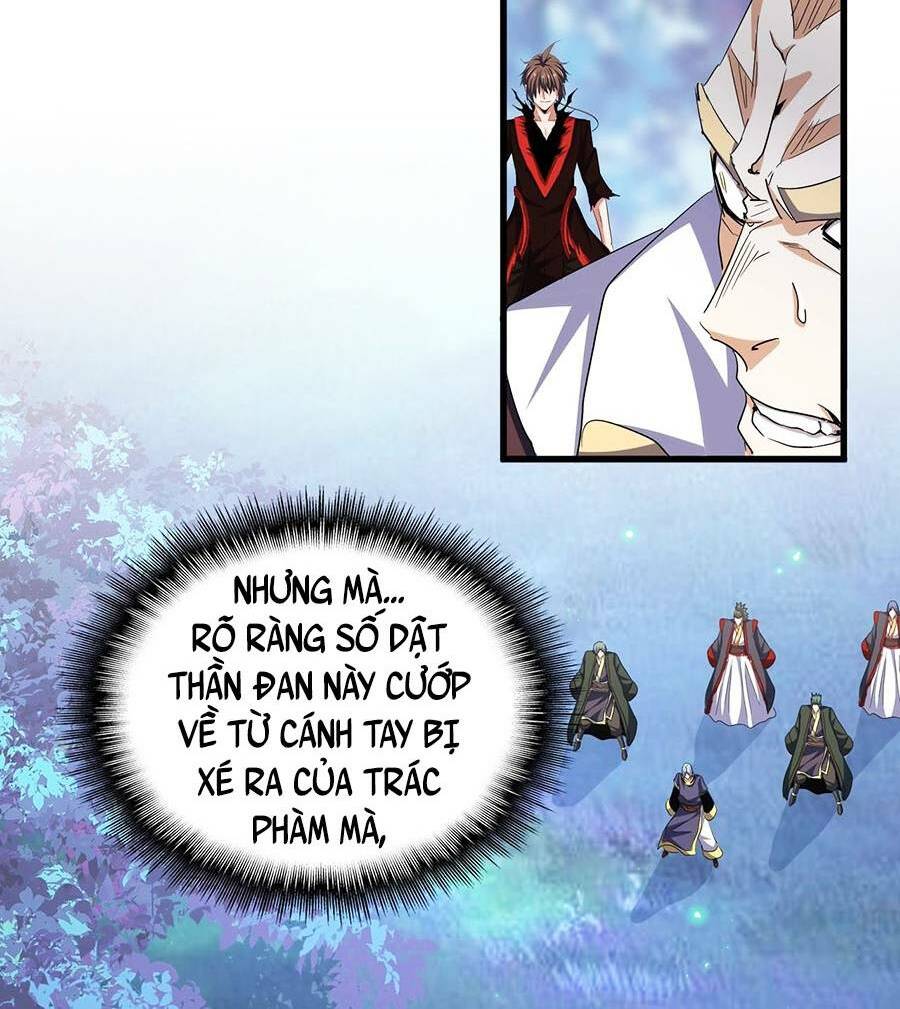 NHƯNG MÀ...
RÕ RÀNG SỐ DẬT
THẦN ĐAN NÀY CƯỚP
VỀ TỪ CÁNH TAY BỊ
XÉ RA CỦA TRÁC
PHÀM MÀ,